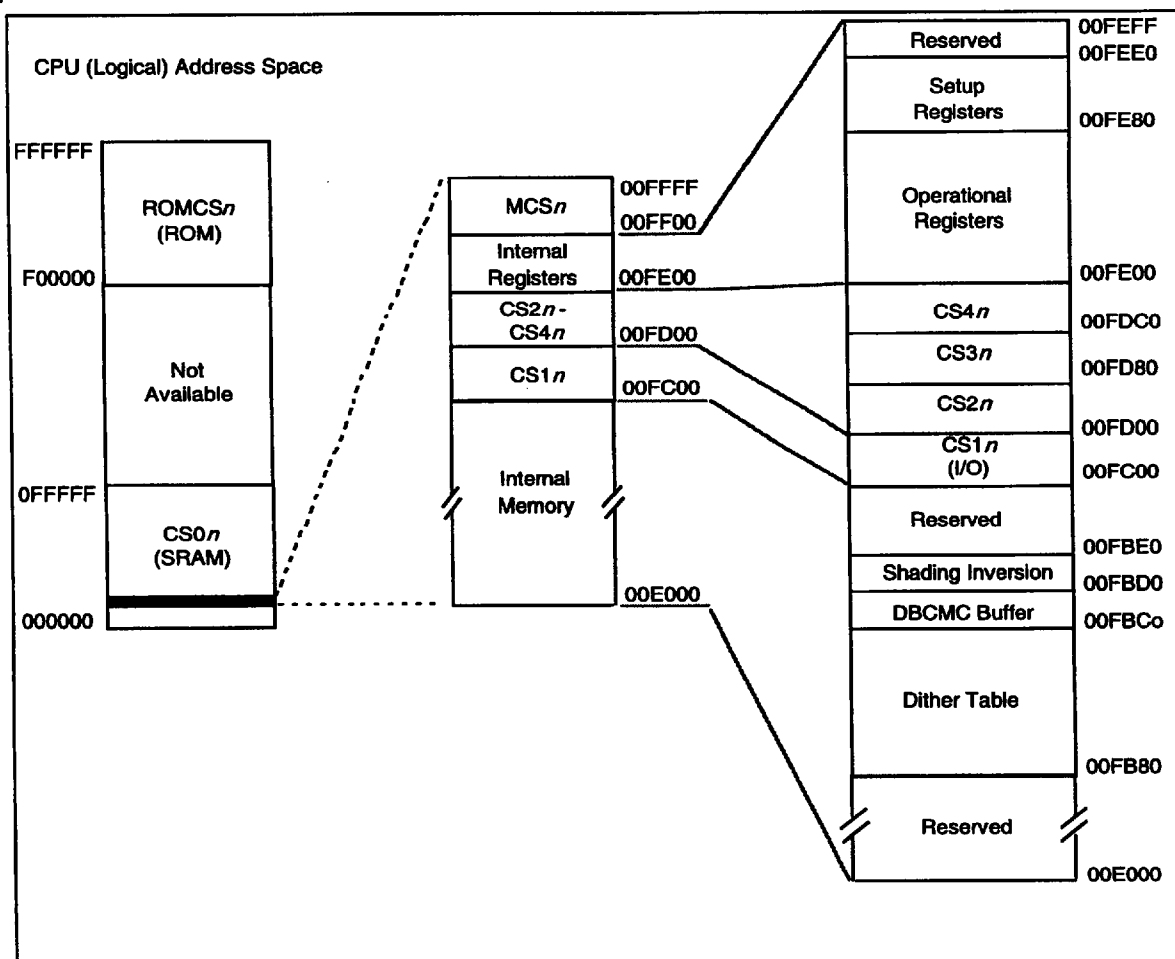 CPU (Logical) Address Space
FFFFFF
ROMCSn
(ROM)
F00000
Not
Available
0FFFFF
CS0n
(SRAM)
000000
MCSn
00FFFF
00FF00
Internal
Registers
00FE00
CS2n-
CS4n
00FD00
CS1n
00FC00
Internal
Memory
00E000
Reserved
00FEFF
00FEE0
Setup
Registers
00FE80
Operational
Registers
00FE00
CS4n
00FDC0
CS3n
00FD80
CS2n
00FD00
CS1n
(I/O)
00FC00
Reserved
00FBE0
Shading Inversion
00FBD0
DBCMC Buffer
00FBCo
Dither Table
00FB80
Reserved
00E000